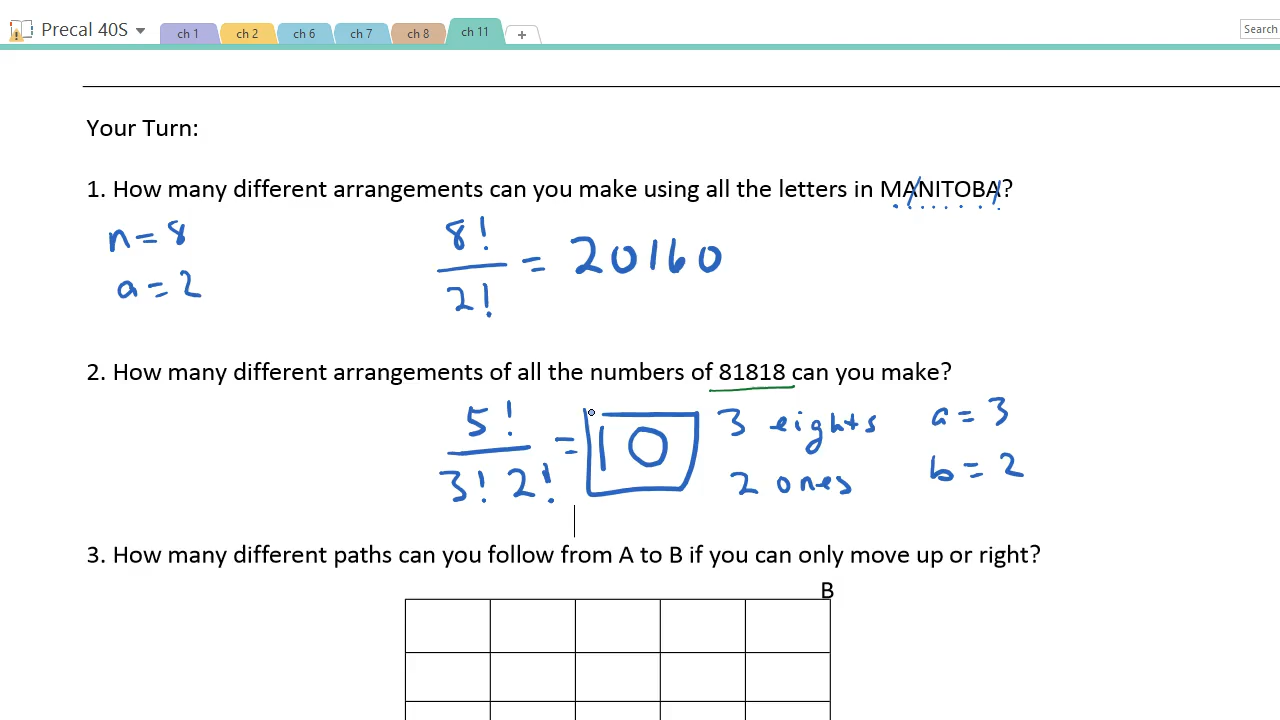 Precal 40S ch 1 ch 2 ch 6 ch 7 ch 8 ch 11 + Search
Your Turn:
1. How many different arrangements can you make using all the letters in MANITOBA?
n = 8
a = 2
8!
2!
= 20160
2. How many different arrangements of all the numbers of 81818 can you make?
5!
3! 2!
= 10
3 eights
2 ones
a = 3
b = 2
3. How many different paths can you follow from A to B if you can only move up or right?
B